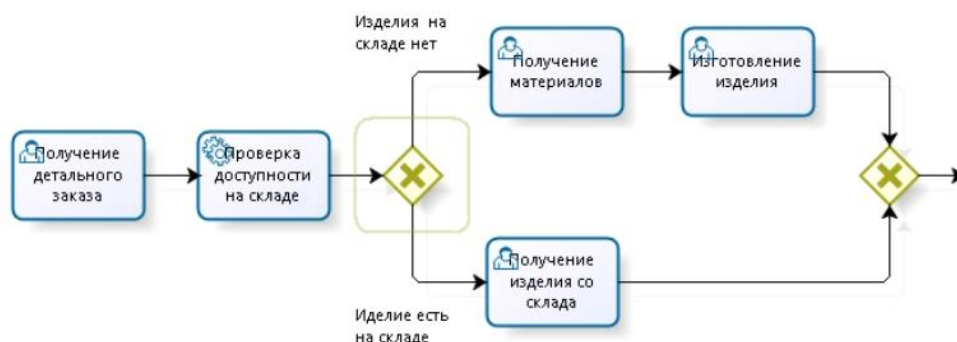 Изделия на
складе нет
Получение
материалов
Изготовление
изделия
Получение
детального
заказа
Проверка
доступности
на складе
Получение
изделия со
склада
Иделие есть
на складе